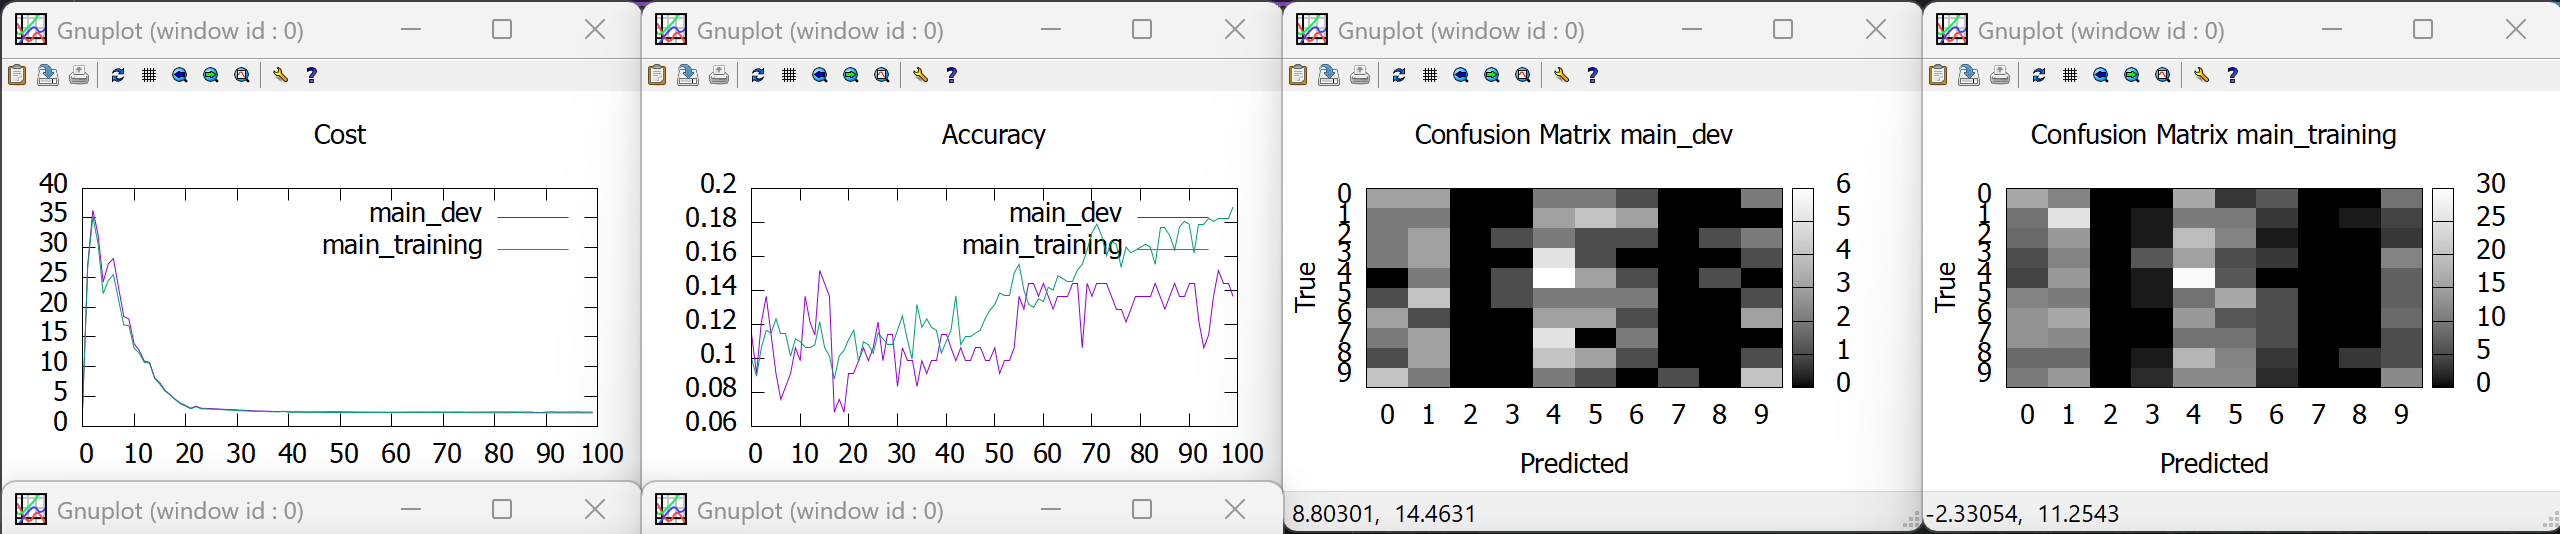 Gnuplot (window id : 0)
Cost
40
35
30
25
20
15
10
5
0
main_dev
main_training
0 10 20 30 40 50 60 70 80 90 100
Gnuplot (window id : 0)
Accuracy
0.2
0.18
0.16
0.14
0.12
0.1
0.08
0.06
main_dev
main_training
0 10 20 30 40 50 60 70 80 90 100
Gnuplot (window id : 0)
Confusion Matrix main_dev
True
0
1
2
3
4
5
6
7
8
9
0 1 2 3 4 5 6 7 8 9
Predicted
6
5
4
3
2
1
0
8.80301, 14.4631
Gnuplot (window id : 0)
Confusion Matrix main_training
True
0
1
2
3
4
5
6
7
8
9
0 1 2 3 4 5 6 7 8 9
Predicted
30
25
20
15
10
5
0
-2.33054, 11.2543
Gnuplot (window id : 0)
Gnuplot (window id : 0)